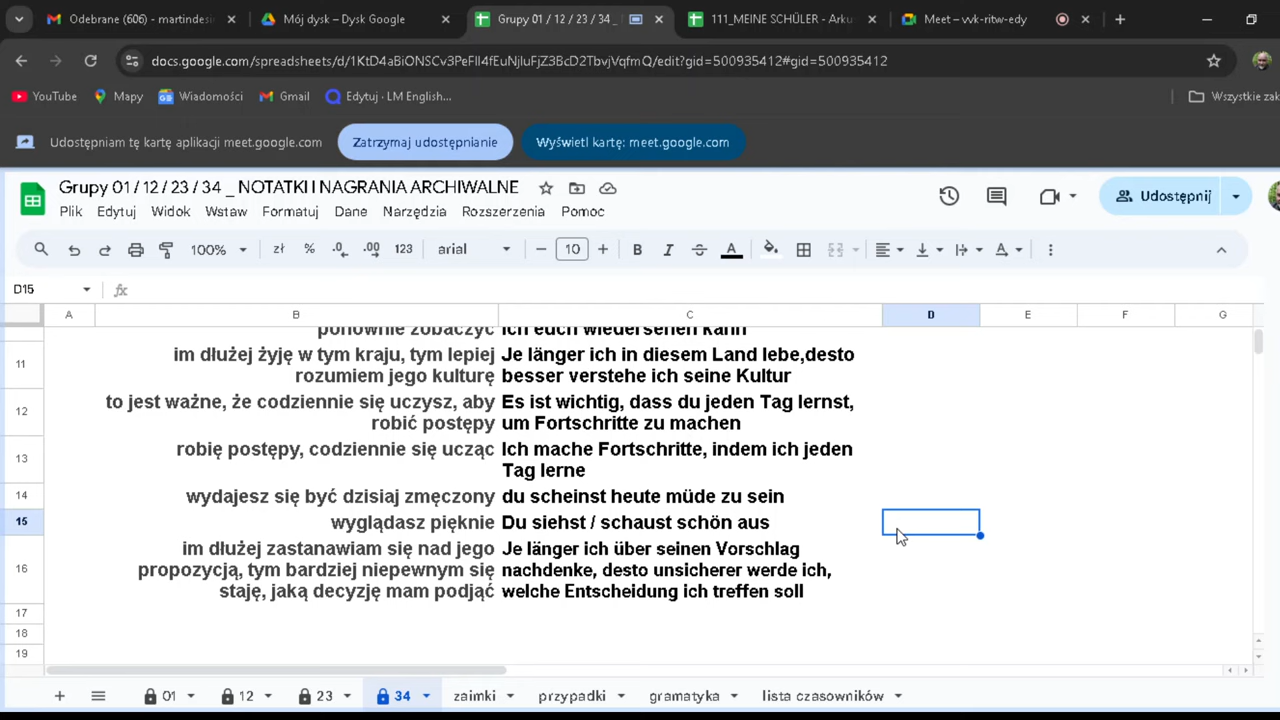 Odebrane (606) - martindesi
Mój dysk – Dysk Google
Grupy 01 / 12 / 23 / 34 _
111_MEINE SCHÜLER - Arku
Meet – vvk-ritw-edy
docs.google.com/spreadsheets/d/1KtD4aBiONSCv3PeFlI4fEuNjluFjZ3BcD2TbvjVqfmQ/edit?gid=500935412#gid=500935412
YouTube
Mapy
Wiadomości
Gmail
Edytuj · LM English...
Wszystkie zak
Udostępniam tę kartę aplikacji meet.google.com
Zatrzymaj udostępnianie
Wyświetl kartę: meet.google.com
Grupy 01 / 12 / 23 / 34 _ NOTATKI I NAGRANIA ARCHIWALNE
Plik Edytuj Widok Wstaw Formatuj Dane Narzędzia Rozszerzenia Pomoc
Udostępnij
100% zł % .0 .00 123 arial 10 B I A
D15 fx
A B C D E F G
ponownie zobaczyć ich euch wiedersehen kann
11 im dłużej żyję w tym kraju, tym lepiej Je länger ich in diesem Land lebe,desto
rozumiem jego kulturę besser verstehe ich seine Kultur
12 to jest ważne, że codziennie się uczysz, aby Es ist wichtig, dass du jeden Tag lernst,
robić postępy um Fortschritte zu machen
13 robię postępy, codziennie się ucząc Ich mache Fortschritte, indem ich jeden
Tag lerne
14 wydajesz się być dzisiaj zmęczony du scheinst heute müde zu sein
15 wyglądasz pięknie Du siehst / schaust schön aus
im dłużej zastanawiam się nad jego Je länger ich über seinen Vorschlag
16 propozycją, tym bardziej niepewnym się nachdenke, desto unsicherer werde ich,
staję, jaką decyzję mam podjąć welche Entscheidung ich treffen soll
17
18
19
01 12 23 34 zaimki przypadki gramatyka lista czasowników